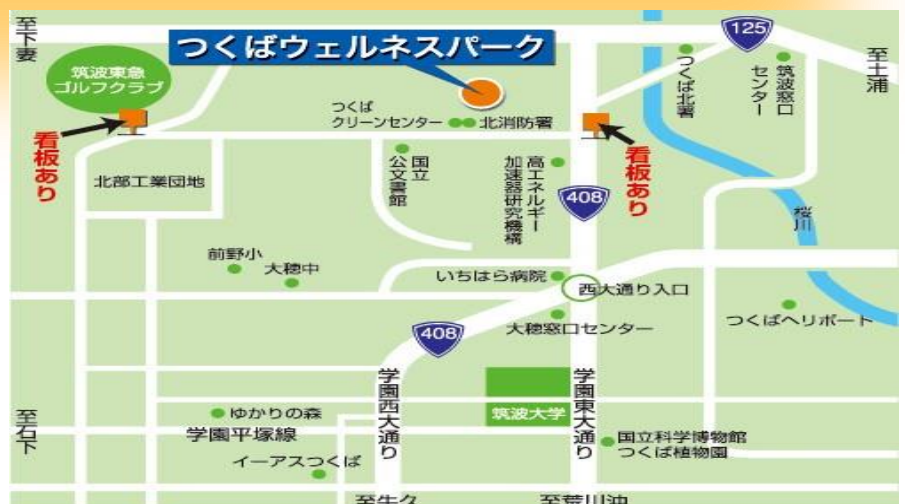 至下妻
つくばウェルネスパーク
125
至土浦
筑波東急
ゴルフクラブ
つくば
クリーンセンター
北消防署
つくば北署
筑波窓口
センター
看板あり
看板あり
北部工業団地
国立
公文書館
高エネルギー
加速器研究機構
408
桜川
前野小
大穂中
いちはら病院
西大通り入口
大穂窓口センター
つくばヘリポート
408
学園西大通り
学園東大通り
筑波大学
至石下
ゆかりの森
学園平塚線
イーアスつくば
国立科学博物館
つくば植物園
至牛久
至荒川沖